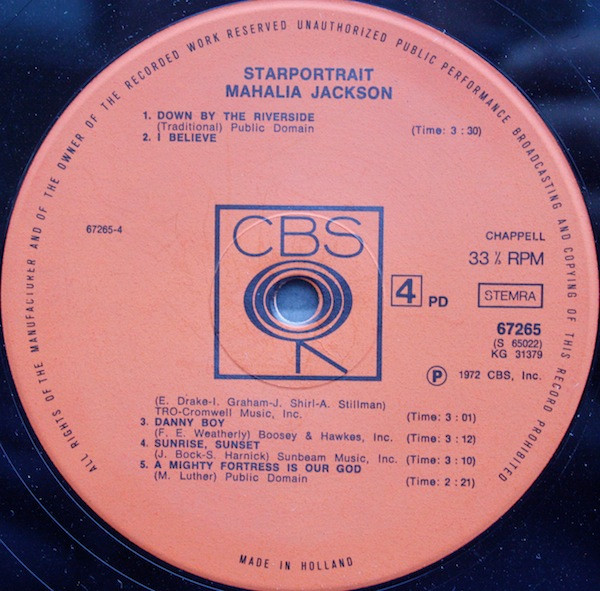 ALL RIGHTS OF THE MANUFACTURER AND OF THE OWNER OF THE RECORDED WORK RESERVED UNAUTHORIZED PUBLIC PERFORMANCE BROADCASTING AND COPYING OF THIS RECORD PROHIBITED
STARPORTRAIT
MAHALIA JACKSON
1. DOWN BY THE RIVERSIDE
(Traditional) Public Domain (Time: 3 : 30)
2. I BELIEVE
67265-4
CBS
CHAPPELL
33⅓ RPM
4 PD
STEMRA
67265
(S 65022)
KG 31379
Ⓟ 1972 CBS, Inc.
(E. Drake-I. Graham-J. Shirl-A. Stillman)
TRO-Cromwell Music, Inc. (Time: 3 : 01)
3. DANNY BOY
(F. E. Weatherly) Boosey & Hawkes, Inc. (Time: 3 : 12)
4. SUNRISE, SUNSET
(J. Bock-S. Harnick) Sunbeam Music, Inc. (Time: 3 : 10)
5. A MIGHTY FORTRESS IS OUR GOD
(M. Luther) Public Domain (Time: 2 : 21)
MADE IN HOLLAND